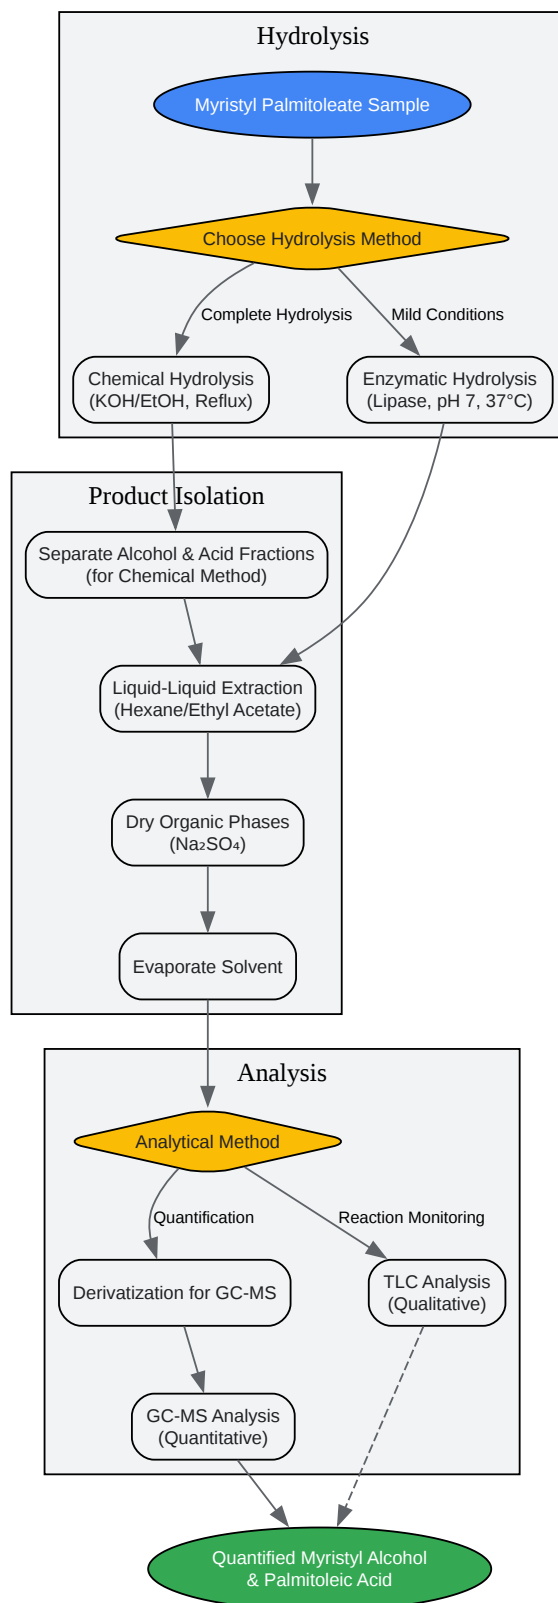 Hydrolysis
Myristyl Palmitoleate Sample
Choose Hydrolysis Method
Complete Hydrolysis
Mild Conditions
Chemical Hydrolysis
(KOH/EtOH, Reflux)
Enzymatic Hydrolysis
(Lipase, pH 7, 37°C)
Product Isolation
Separate Alcohol & Acid Fractions
(for Chemical Method)
Liquid-Liquid Extraction
(Hexane/Ethyl Acetate)
Dry Organic Phases
(Na₂SO₄)
Evaporate Solvent
Analysis
Analytical Method
Quantification
Reaction Monitoring
Derivatization for GC-MS
TLC Analysis
(Qualitative)
GC-MS Analysis
(Quantitative)
Quantified Myristyl Alcohol
& Palmitoleic Acid